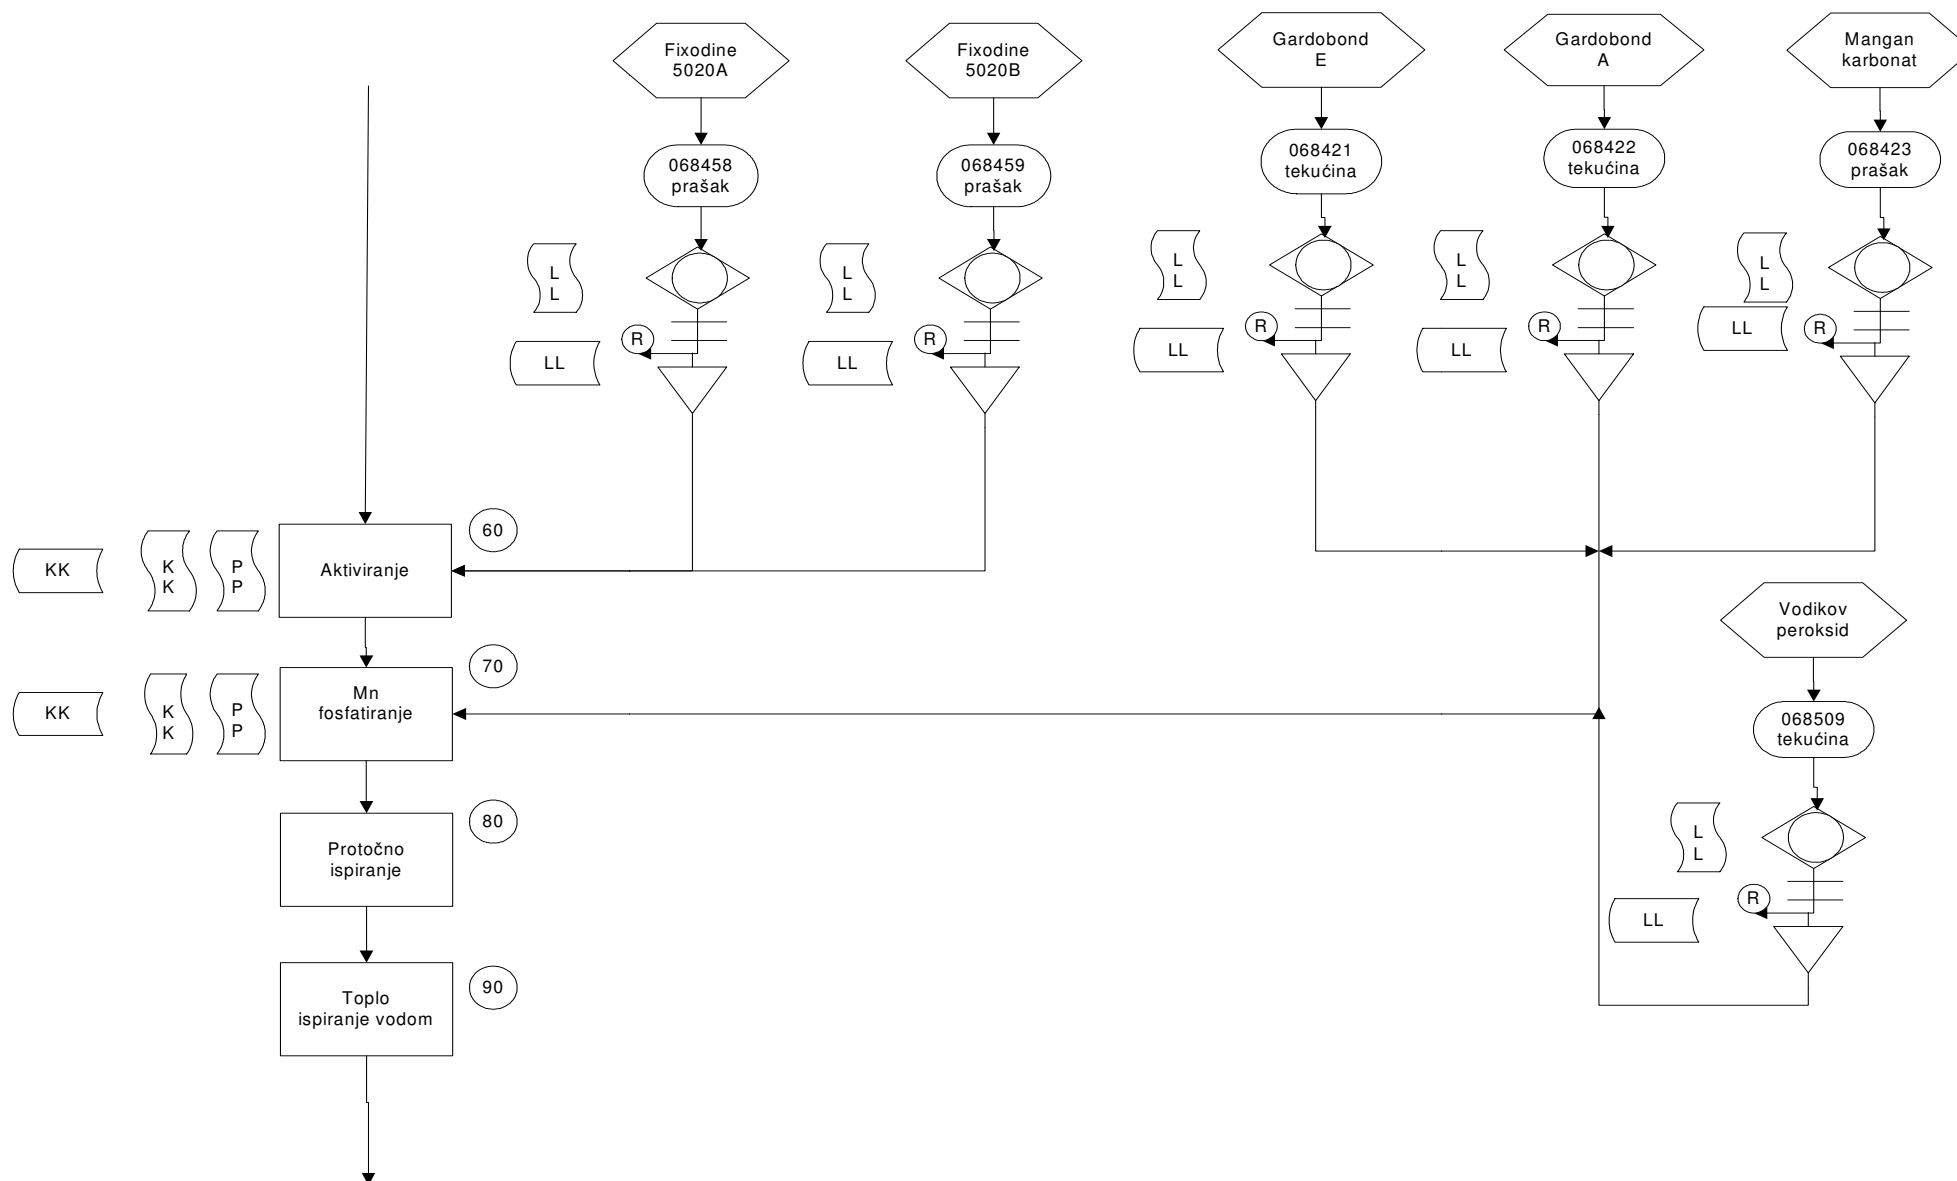 Fixodine
5020A
Fixodine
5020B
Gardobond
E
Gardobond
A
Mangan
karbonat
068458
prašak
068459
prašak
068421
tekućina
068422
tekućina
068423
prašak
L
L
L
L
L
L
L
L
L
L
R
R
R
R
R
LL
LL
LL
LL
LL
60
KK
K
K
P
P
Aktiviranje
Vodikov
peroksid
70
KK
K
K
P
P
Mn
fosfatiranje
068509
tekućina
80
Protočno
ispiranje
L
L
R
LL
90
Toplo
ispiranje vodom